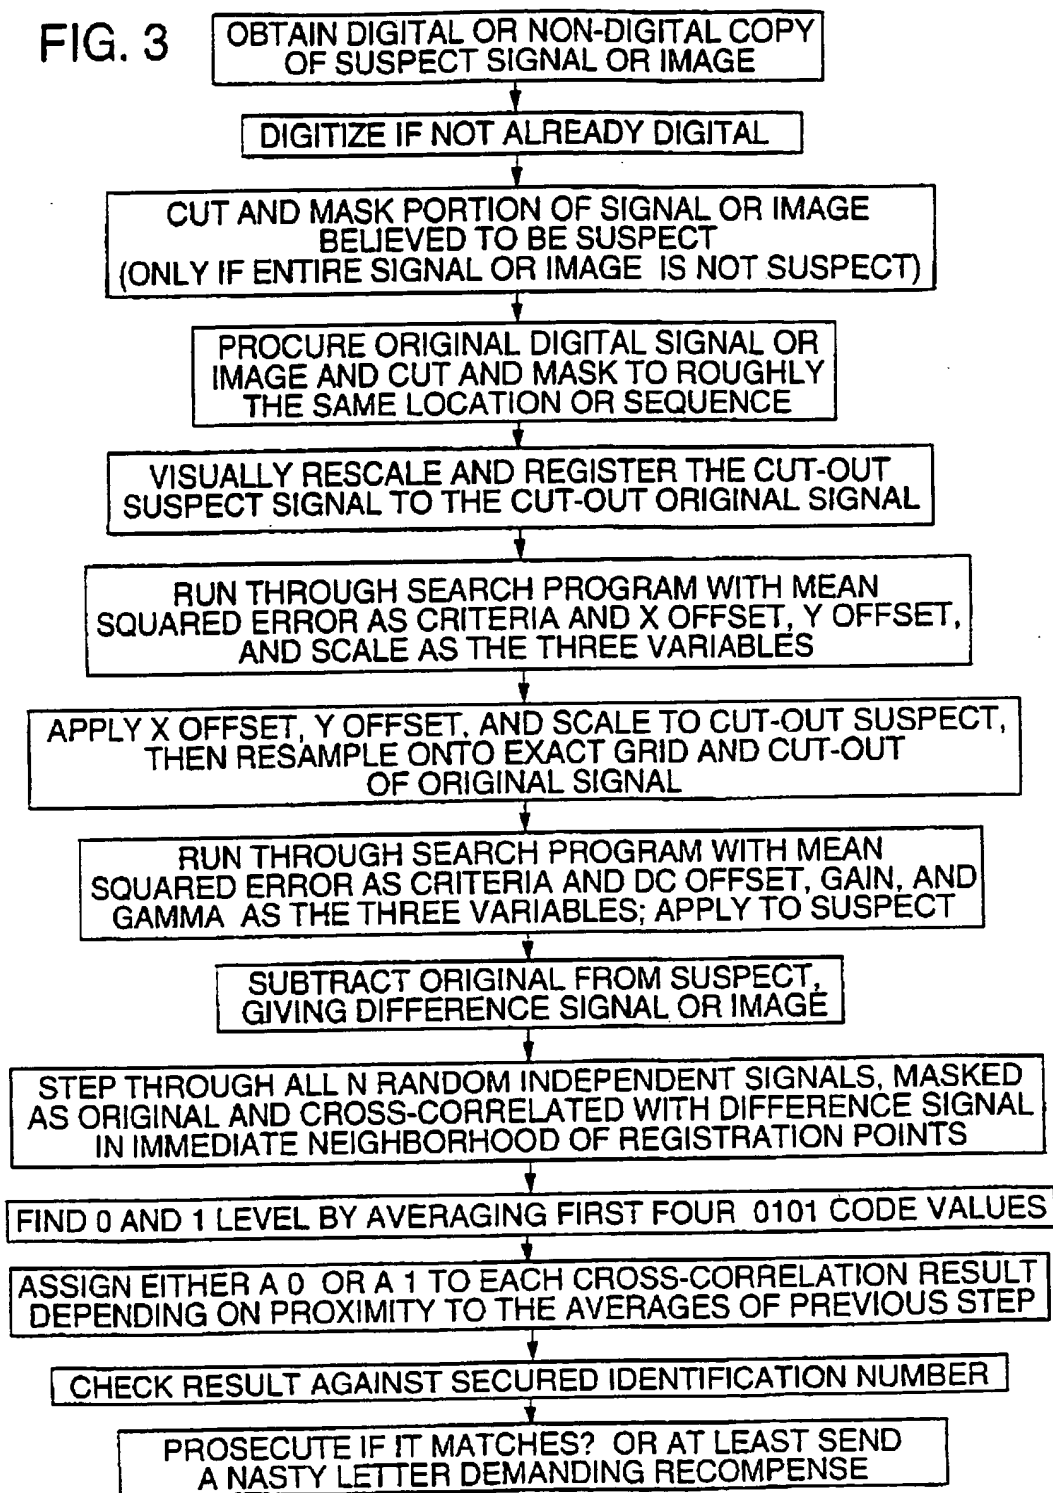 FIG. 3
OBTAIN DIGITAL OR NON-DIGITAL COPY
OF SUSPECT SIGNAL OR IMAGE
DIGITIZE IF NOT ALREADY DIGITAL
CUT AND MASK PORTION OF SIGNAL OR IMAGE
BELIEVED TO BE SUSPECT
(ONLY IF ENTIRE SIGNAL OR IMAGE IS NOT SUSPECT)
PROCURE ORIGINAL DIGITAL SIGNAL OR
IMAGE AND CUT AND MASK TO ROUGHLY
THE SAME LOCATION OR SEQUENCE
VISUALLY RESCALE AND REGISTER THE CUT-OUT
SUSPECT SIGNAL TO THE CUT-OUT ORIGINAL SIGNAL
RUN THROUGH SEARCH PROGRAM WITH MEAN
SQUARED ERROR AS CRITERIA AND X OFFSET, Y OFFSET,
AND SCALE AS THE THREE VARIABLES
APPLY X OFFSET, Y OFFSET, AND SCALE TO CUT-OUT SUSPECT,
THEN RESAMPLE ONTO EXACT GRID AND CUT-OUT
OF ORIGINAL SIGNAL
RUN THROUGH SEARCH PROGRAM WITH MEAN
SQUARED ERROR AS CRITERIA AND DC OFFSET, GAIN, AND
GAMMA AS THE THREE VARIABLES; APPLY TO SUSPECT
SUBTRACT ORIGINAL FROM SUSPECT,
GIVING DIFFERENCE SIGNAL OR IMAGE
STEP THROUGH ALL N RANDOM INDEPENDENT SIGNALS, MASKED
AS ORIGINAL AND CROSS-CORRELATED WITH DIFFERENCE SIGNAL
IN IMMEDIATE NEIGHBORHOOD OF REGISTRATION POINTS
FIND 0 AND 1 LEVEL BY AVERAGING FIRST FOUR 0101 CODE VALUES
ASSIGN EITHER A 0 OR A 1 TO EACH CROSS-CORRELATION RESULT
DEPENDING ON PROXIMITY TO THE AVERAGES OF PREVIOUS STEP
CHECK RESULT AGAINST SECURED IDENTIFICATION NUMBER
PROSECUTE IF IT MATCHES? OR AT LEAST SEND
A NASTY LETTER DEMANDING RECOMPENSE